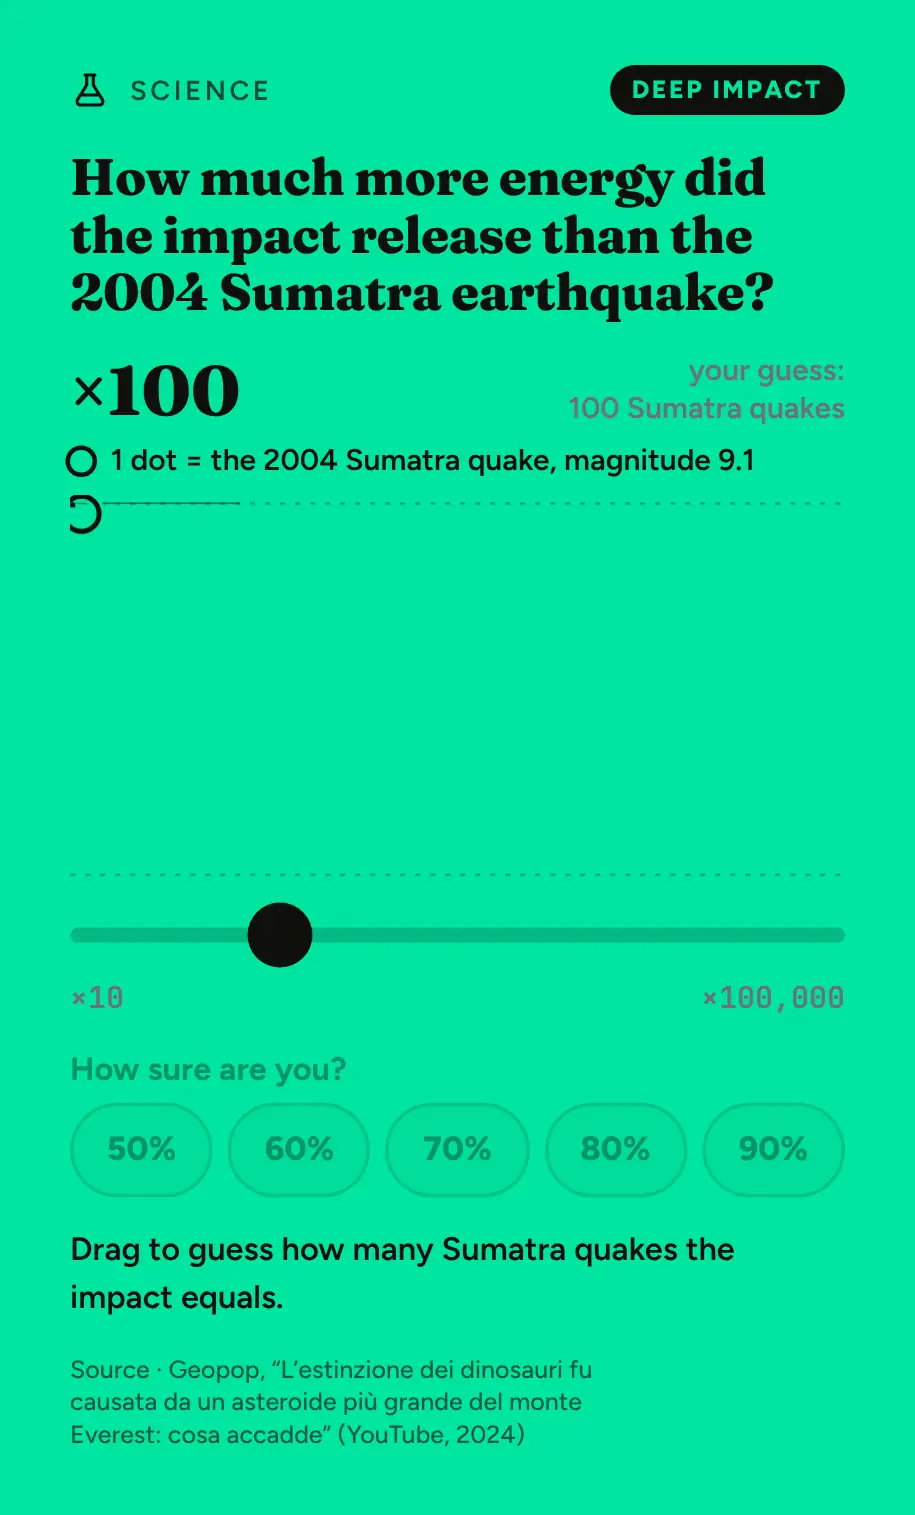 SCIENCE
DEEP IMPACT
How much more energy did
the impact release than the
2004 Sumatra earthquake?
×100
your guess:
100 Sumatra quakes
1 dot = the 2004 Sumatra quake, magnitude 9.1
×10
×100,000
How sure are you?
50%
60%
70%
80%
90%
Drag to guess how many Sumatra quakes the
impact equals.
Source · Geopop, “L’estinzione dei dinosauri fu
causata da un asteroide più grande del monte
Everest: cosa accadde” (YouTube, 2024)